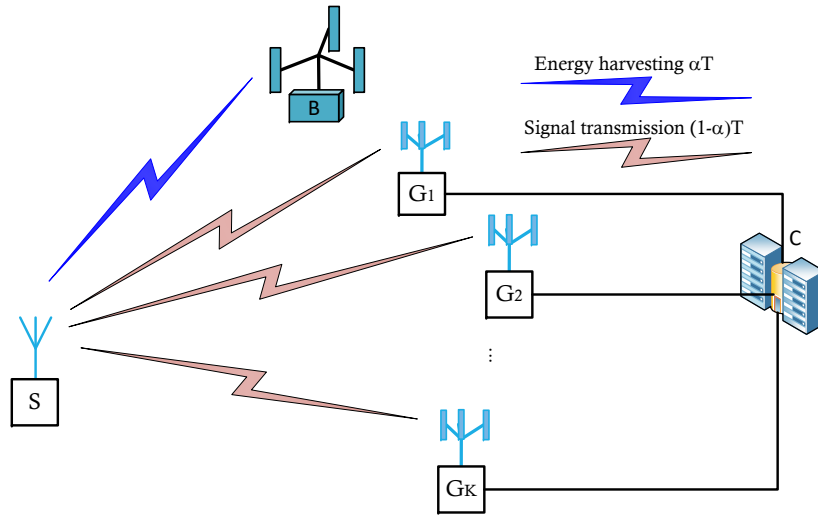 Energy harvesting αT
B
Signal transmission (1-α)T
G1
C
G2
⋮
S
GK